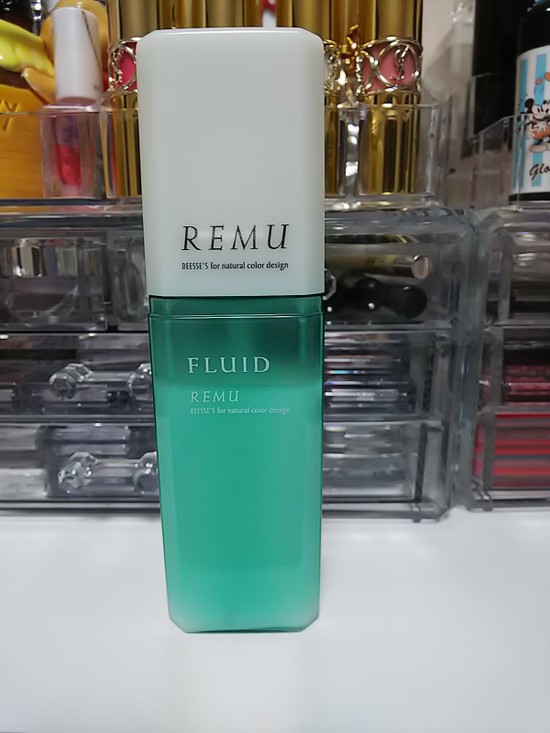 REMU
DEESSE'S for natural color design
FLUID
REMU
DEESSE'S for natural color design